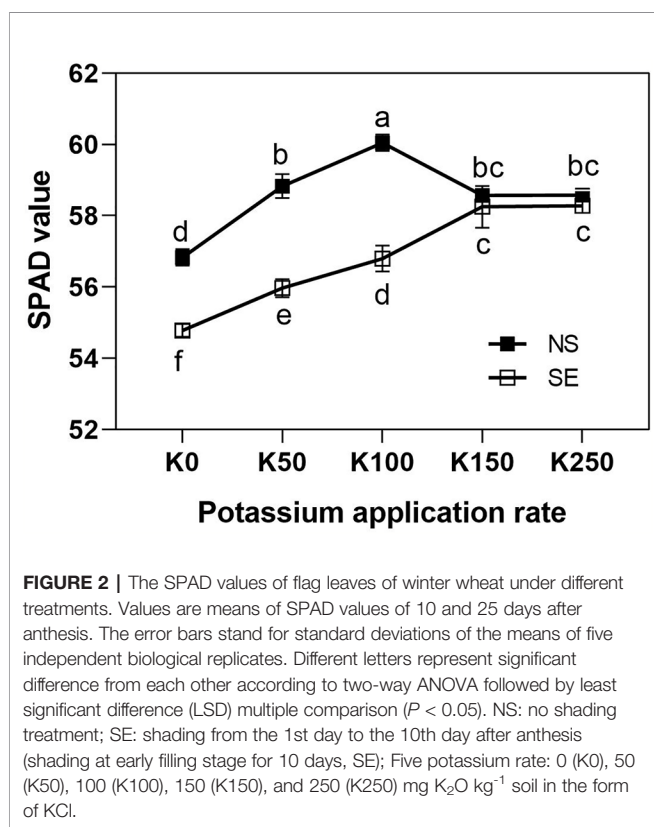 62
60
58
56
54
52
SPAD value
a
b
bc
bc
d
c
c
d
e
f
NS
SE
K0 K50 K100 K150 K250
Potassium application rate
FIGURE 2 | The SPAD values of flag leaves of winter wheat under different
treatments. Values are means of SPAD values of 10 and 25 days after
anthesis. The error bars stand for standard deviations of the means of five
independent biological replicates. Different letters represent significant
difference from each other according to two-way ANOVA followed by least
significant difference (LSD) multiple comparison (P < 0.05). NS: no shading
treatment; SE: shading from the 1st day to the 10th day after anthesis
(shading at early filling stage for 10 days, SE); Five potassium rate: 0 (K0), 50
(K50), 100 (K100), 150 (K150), and 250 (K250) mg K₂O kg⁻¹ soil in the form
of KCl.